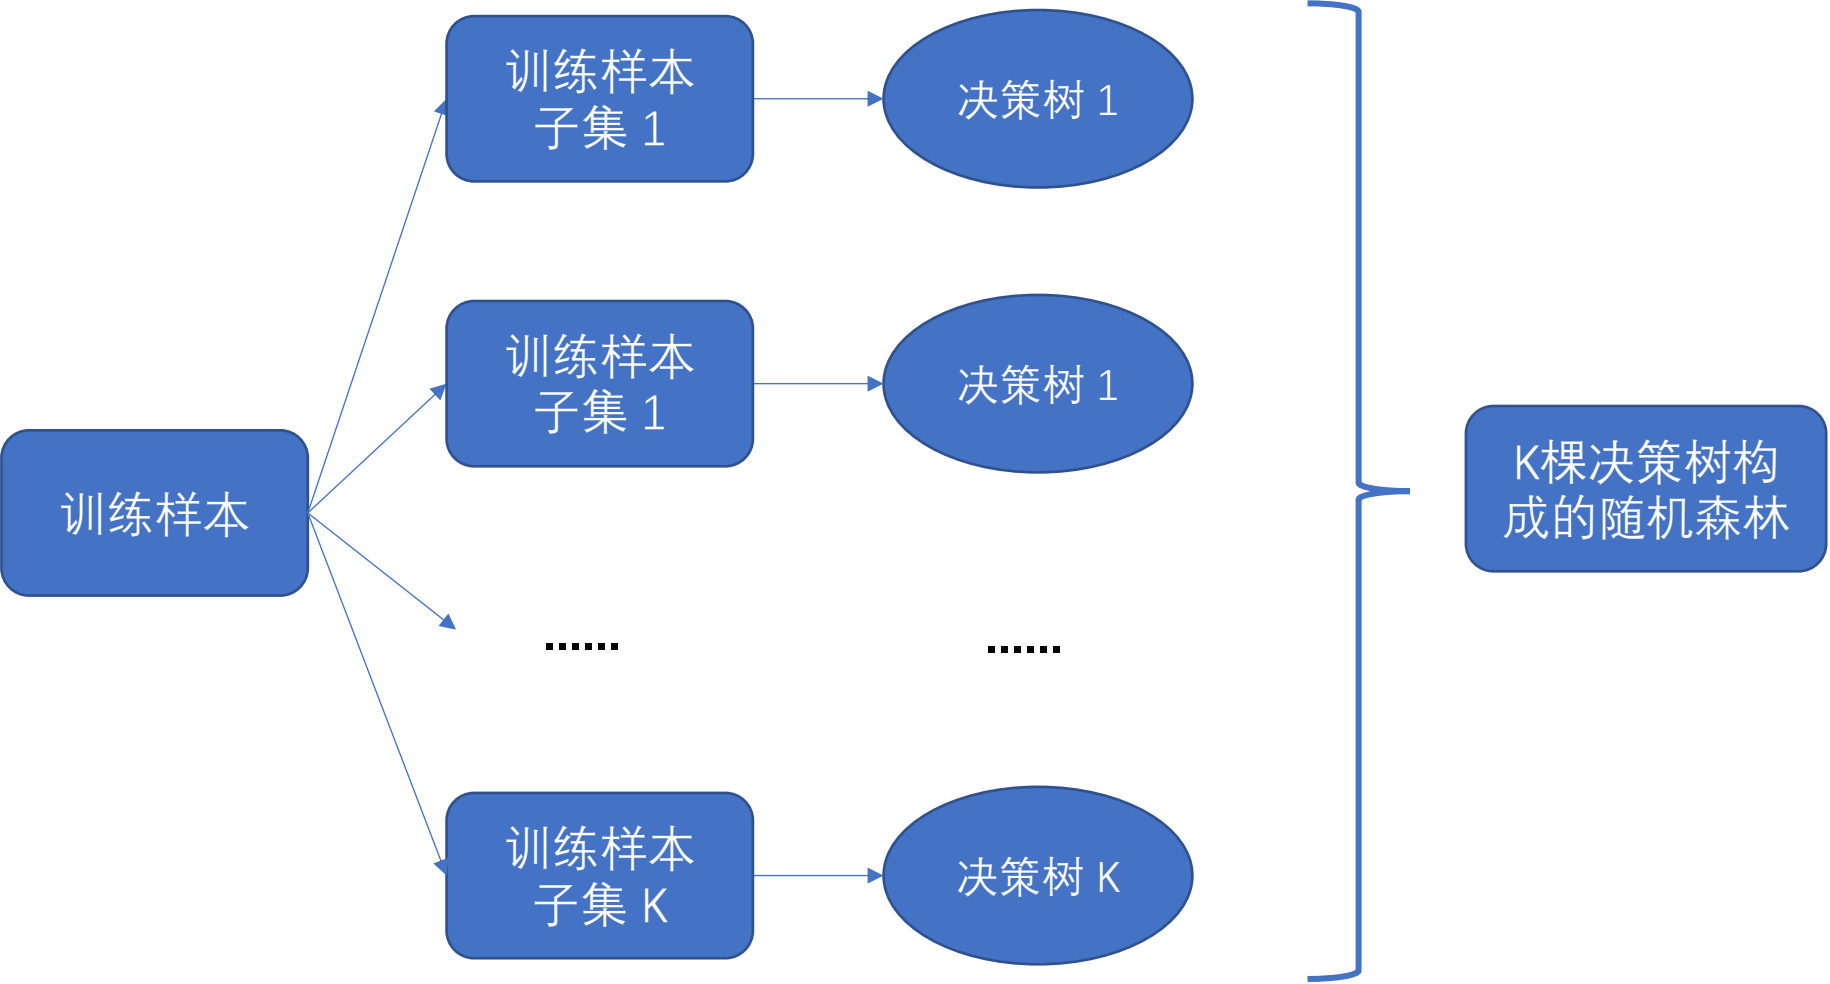 训练样本
子集 1
决策树 1
训练样本
子集 1
决策树 1
训练样本
K棵决策树构
成的随机森林
......
......
训练样本
子集 K
决策树 K